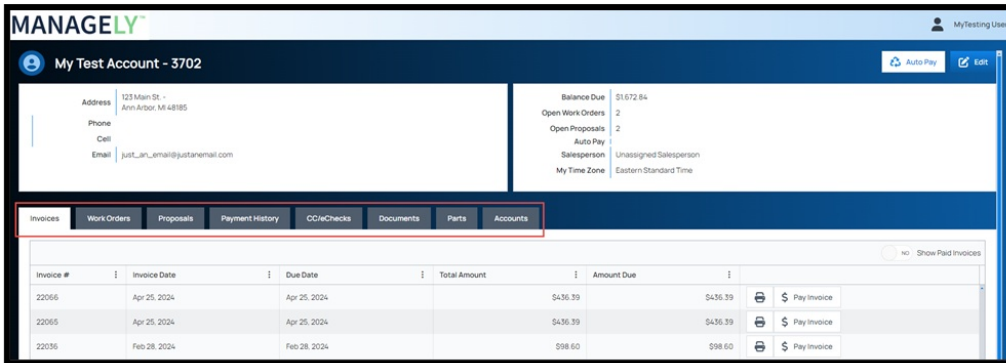 MANAGELY™
MyTesting User
My Test Account - 3702
Auto Pay
Edit
Address 123 Main St. -
Ann Arbor, MI 48185
Phone
Cell
Email just_an_email@justanemail.com
Balance Due $1,672.84
Open Work Orders 2
Open Proposals 2
Auto Pay
Salesperson Unassigned Salesperson
My Time Zone Eastern Standard Time
Invoices Work Orders Proposals Payment History CC/eChecks Documents Parts Accounts
NO Show Paid Invoices
Invoice # Invoice Date Due Date Total Amount Amount Due
22066 Apr 25, 2024 Apr 25, 2024 $436.39 $436.39 $ Pay Invoice
22065 Apr 25, 2024 Apr 25, 2024 $436.39 $436.39 $ Pay Invoice
22036 Feb 28, 2024 Feb 28, 2024 $98.60 $98.60 $ Pay Invoice